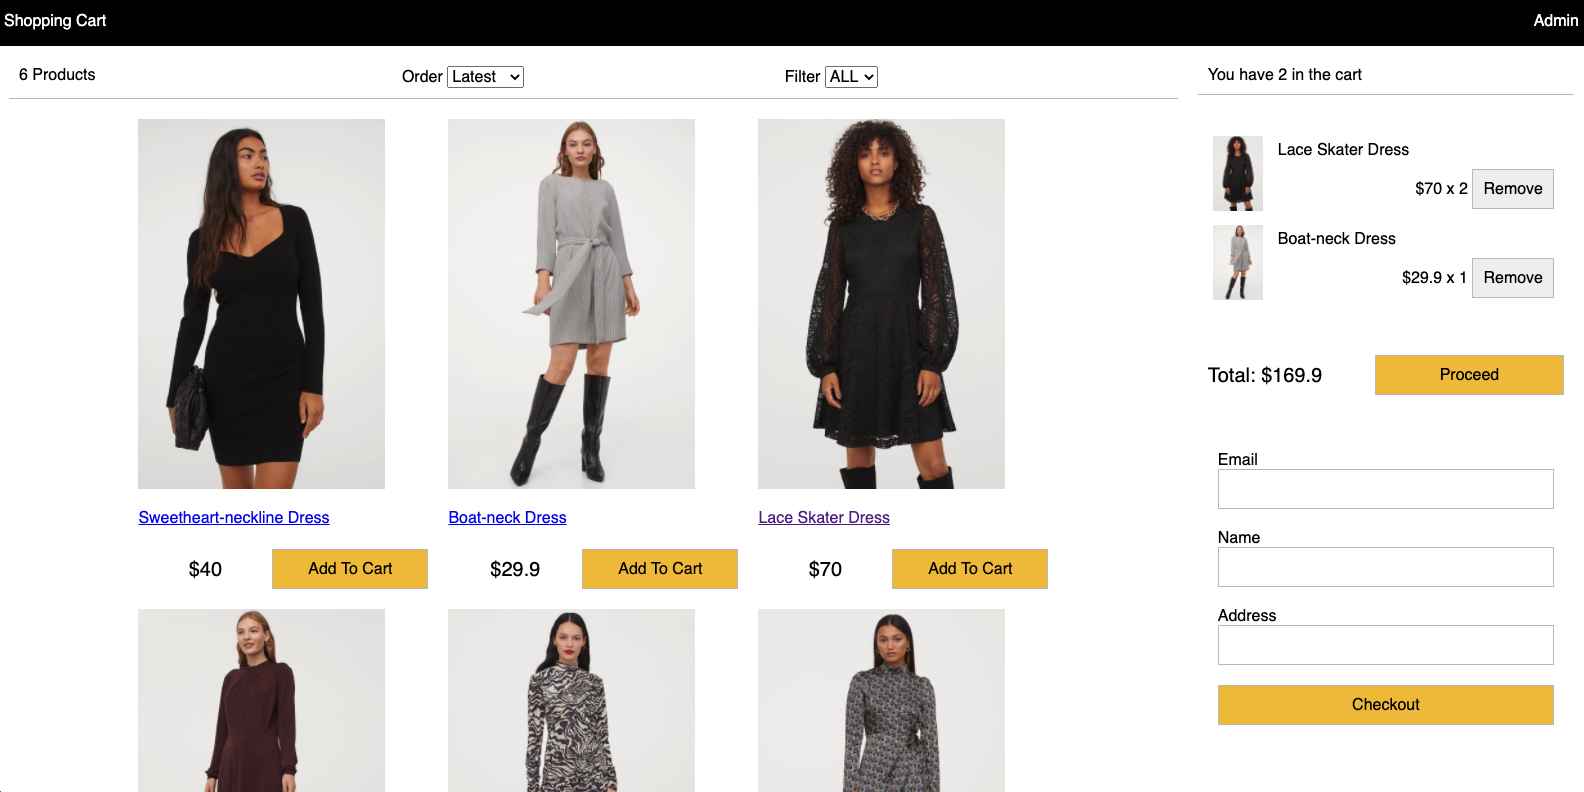 Shopping Cart
Admin
6 Products
Order Latest
Filter ALL
You have 2 in the cart
Lace Skater Dress
$70 x 2 Remove
Boat-neck Dress
$29.9 x 1 Remove
Total: $169.9
Proceed
Email
Name
Address
Checkout
Sweetheart-neckline Dress
$40 Add To Cart
Boat-neck Dress
$29.9 Add To Cart
Lace Skater Dress
$70 Add To Cart